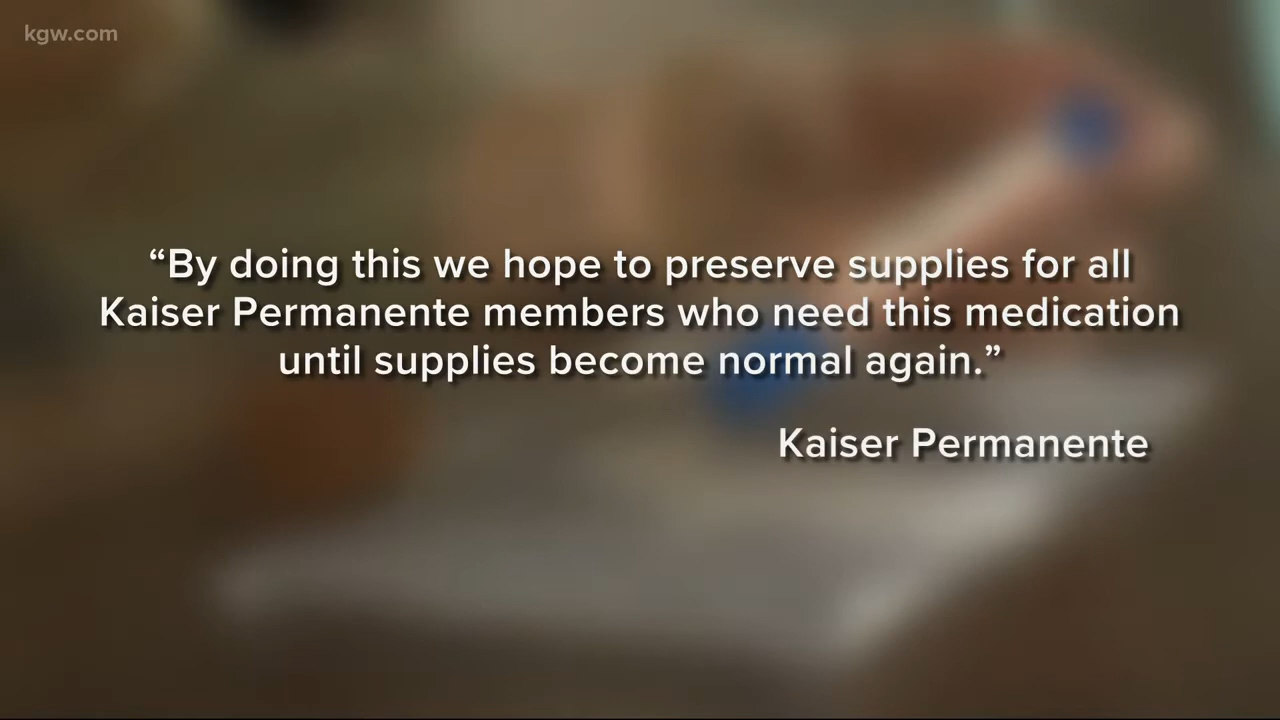 kgw.com
“By doing this we hope to preserve supplies for all
Kaiser Permanente members who need this medication
until supplies become normal again.”
Kaiser Permanente